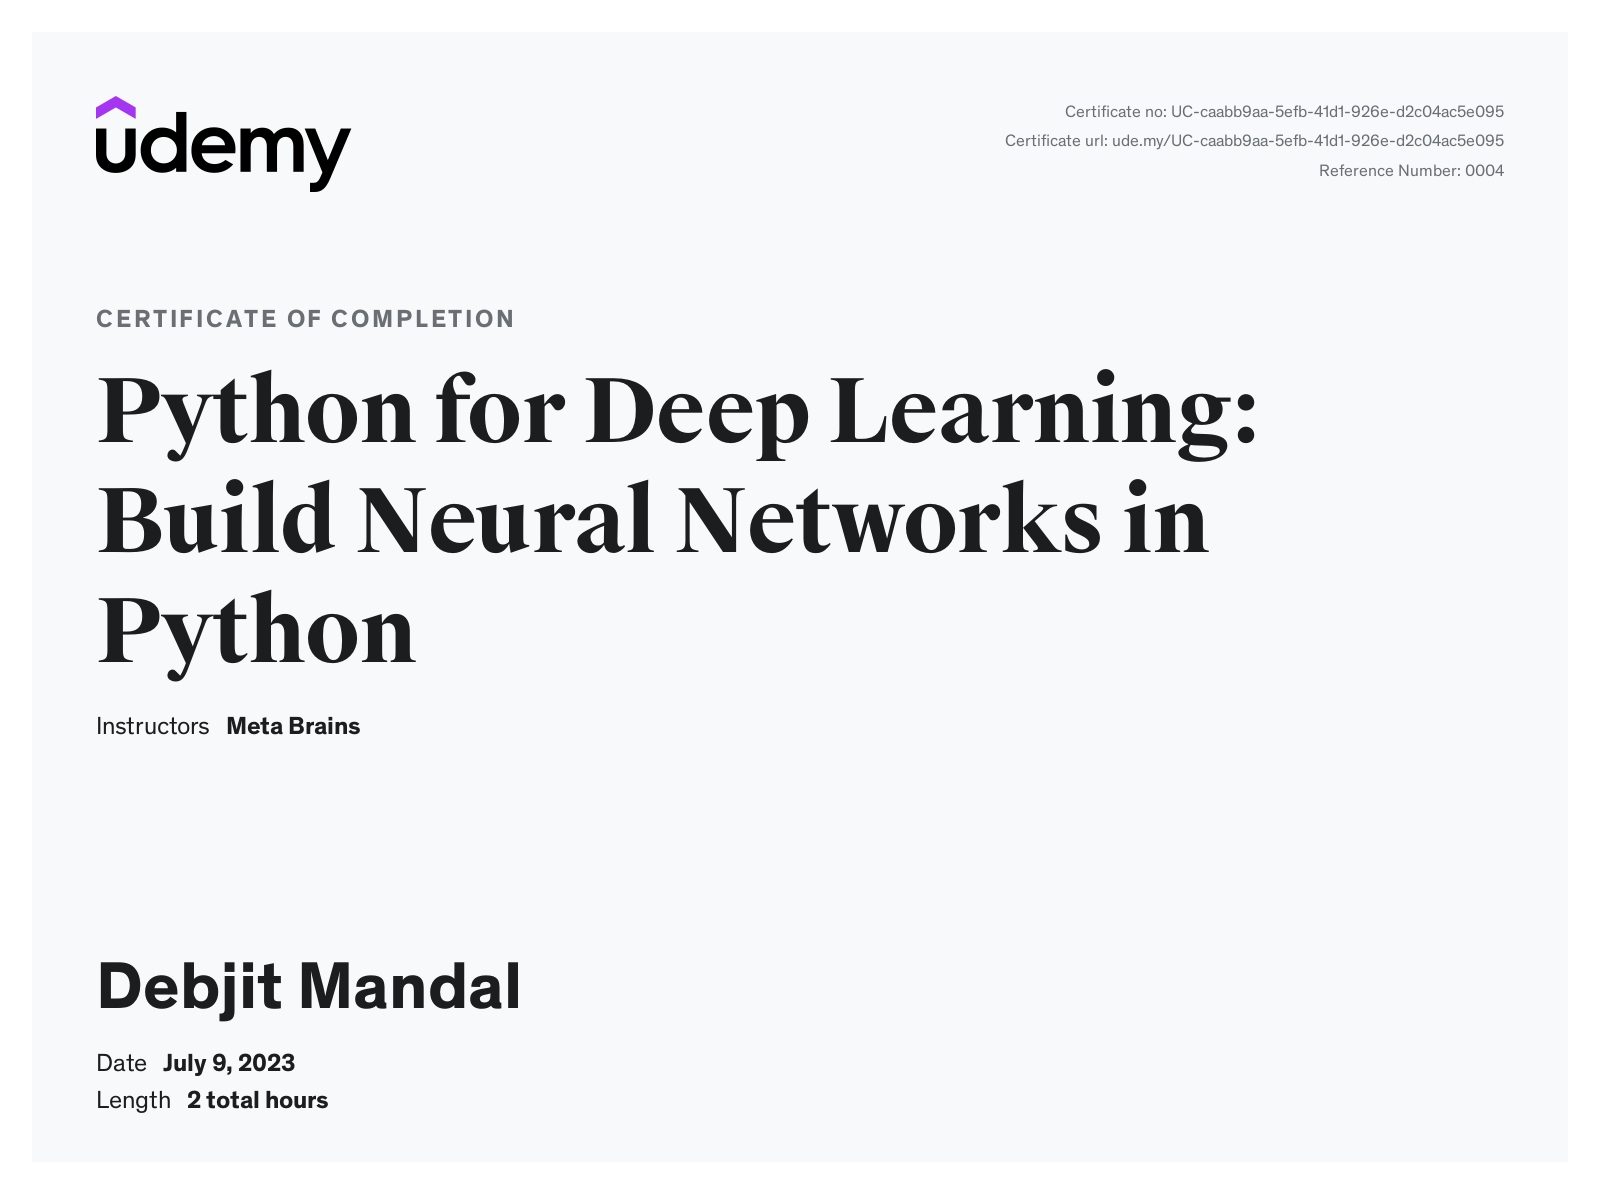 udemy
Certificate no: UC-caabb9aa-5efb-41d1-926e-d2c04ac5e095
Certificate url: ude.my/UC-caabb9aa-5efb-41d1-926e-d2c04ac5e095
Reference Number: 0004
CERTIFICATE OF COMPLETION
Python for Deep Learning:
Build Neural Networks in
Python
Instructors Meta Brains
Debjit Mandal
Date July 9, 2023
Length 2 total hours